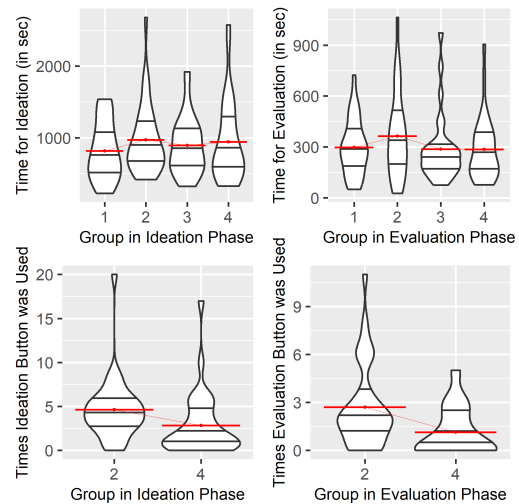 Time for Ideation (in sec)
2000
1000
1 2 3 4
Group in Ideation Phase
Time for Evaluation (in sec)
900
600
300
0
1 2 3 4
Group in Evaluation Phase
Times Ideation Button was Used
20
15
10
5
0
2 4
Group in Ideation Phase
Times Evaluation Button was Used
9
6
3
0
2 4
Group in Evaluation Phase